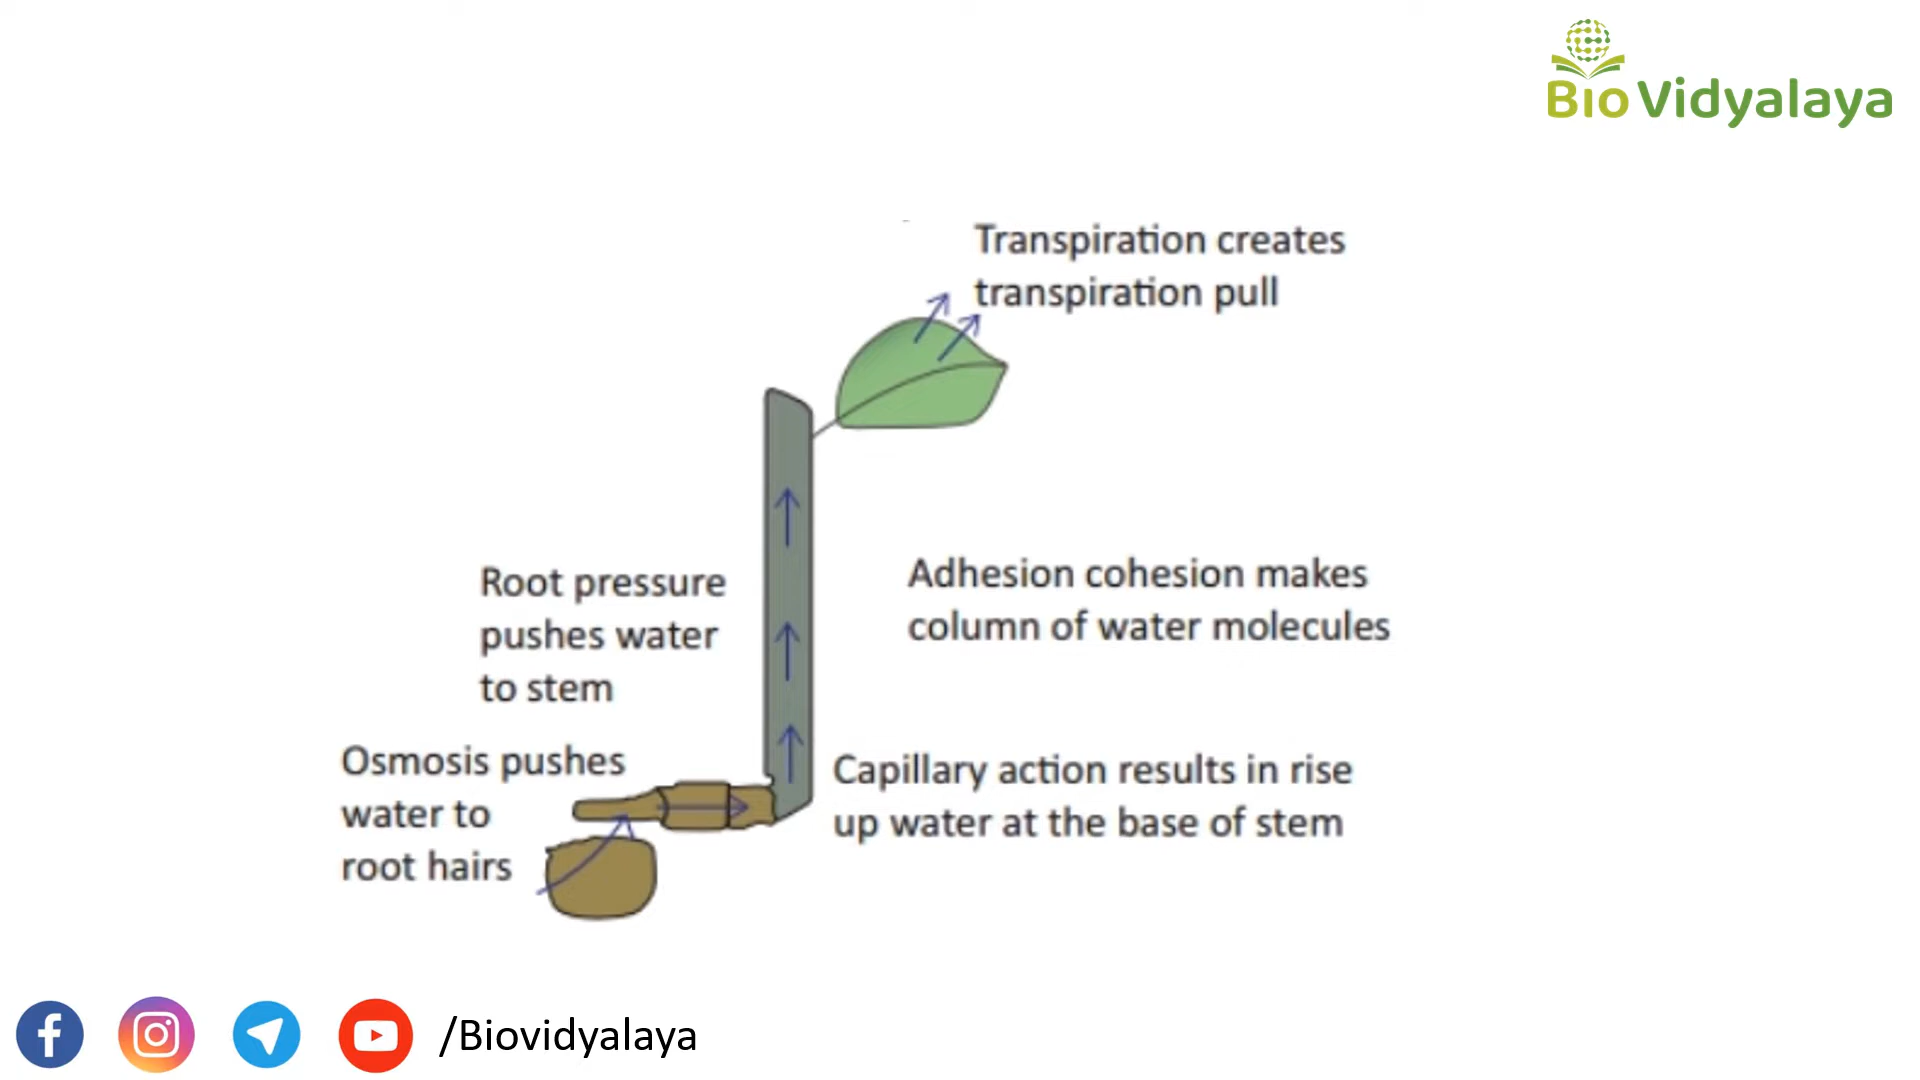 Bio Vidyalaya
Transpiration creates
transpiration pull
Root pressure
pushes water
to stem
Adhesion cohesion makes
column of water molecules
Osmosis pushes
water to
root hairs
Capillary action results in rise
up water at the base of stem
/Biovidyalaya